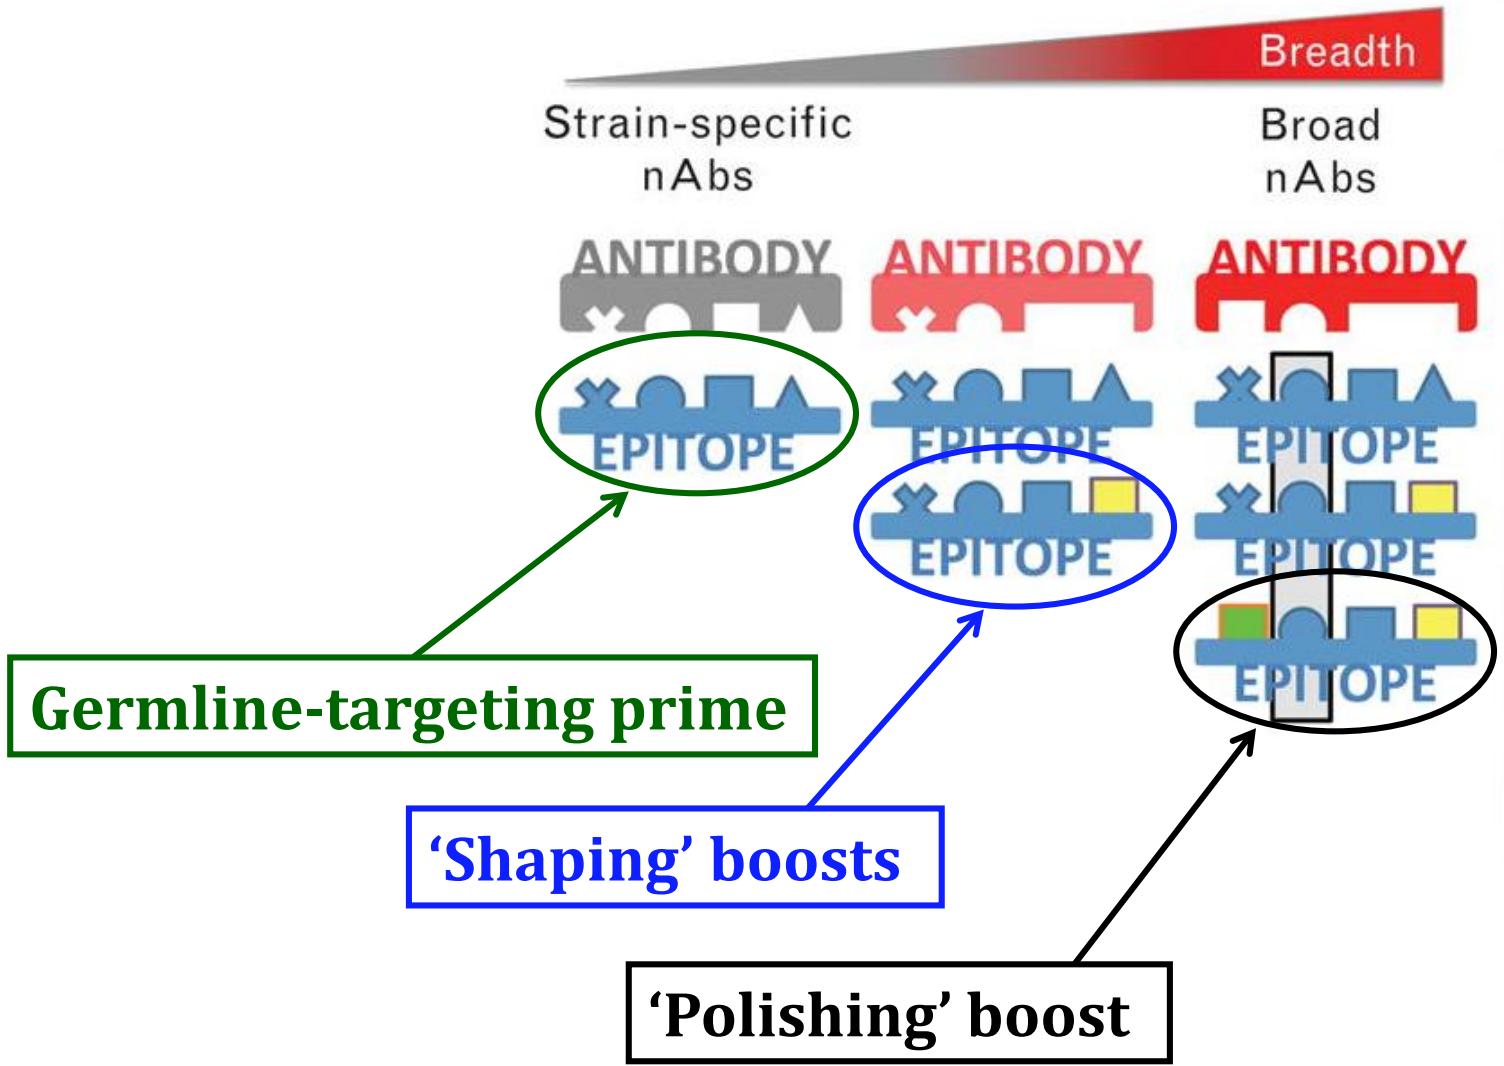 Breadth
Strain-specific
nAbs
Broad
nAbs
ANTIBODY
ANTIBODY
ANTIBODY
EPITOPE
EPITOPE
EPITOPE
EPITOPE
EPITOPE
EPITOPE
Germline-targeting prime
‘Shaping’ boosts
‘Polishing’ boost